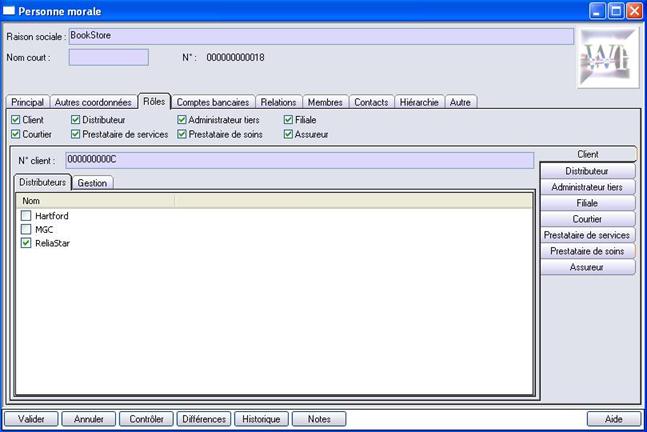 Personne morale
Raison sociale : BookStore
Nom court : N° : 000000000018
Principal Autres coordonnées Rôles Comptes bancaires Relations Membres Contacts Hiérarchie Autre
Client Distributeur Administrateur tiers Filiale
Courtier Prestataire de services Prestataire de soins Assureur
N° client : 000000000C
Client
Distributeur
Administrateur tiers
Filiale
Courtier
Prestataire de services
Prestataire de soins
Assureur
Distributeurs Gestion
Nom
Hartford
MGC
ReliaStar
Valider Annuler Contrôler Différences Historique Notes Aide